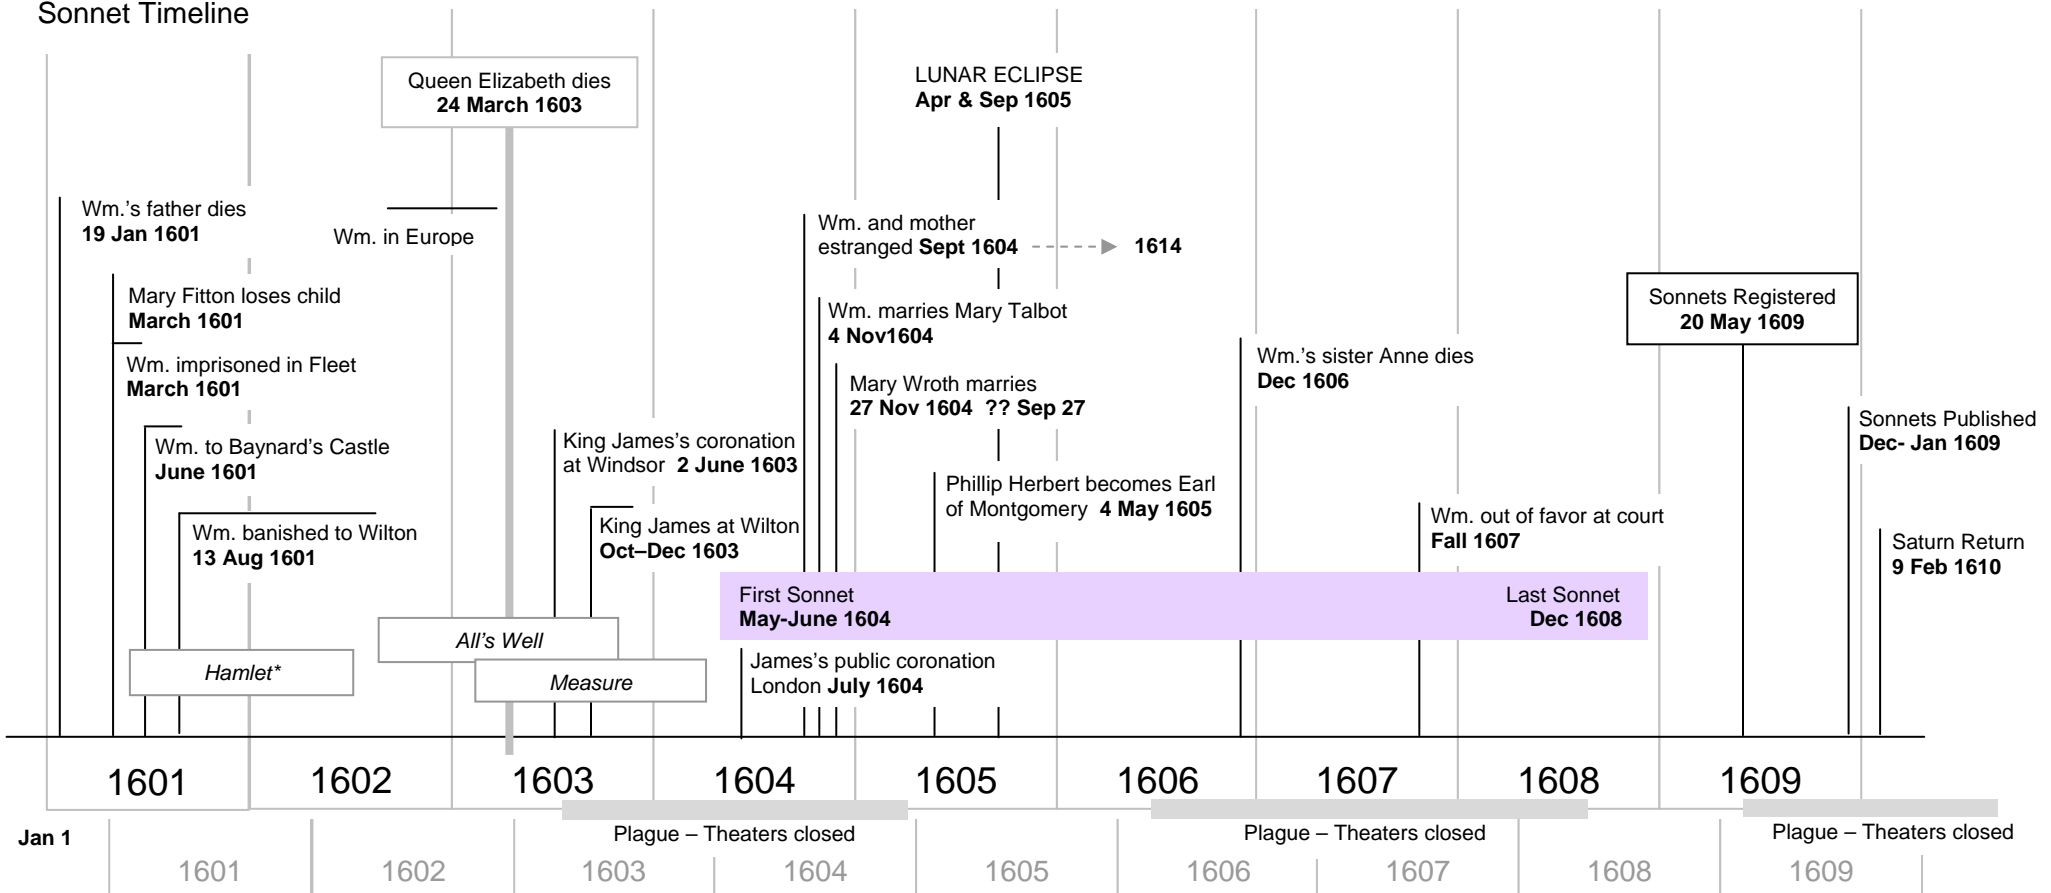 Sonnet Timeline
Queen Elizabeth dies
24 March 1603
LUNAR ECLIPSE
Apr & Sep 1605
Wm.'s father dies
19 Jan 1601
Wm. in Europe
Wm. and mother
estranged Sept 1604
1614
Mary Fitton loses child
March 1601
Wm. marries Mary Talbot
4 Nov1604
Sonnets Registered
20 May 1609
Wm. imprisoned in Fleet
March 1601
Wm.'s sister Anne dies
Dec 1606
Mary Wroth marries
27 Nov 1604 ?? Sep 27
Wm. to Baynard's Castle
June 1601
King James's coronation
at Windsor 2 June 1603
Sonnets Published
Dec- Jan 1609
Phillip Herbert becomes Earl
of Montgomery 4 May 1605
Wm. banished to Wilton
13 Aug 1601
King James at Wilton
Oct–Dec 1603
Wm. out of favor at court
Fall 1607
Saturn Return
9 Feb 1610
First Sonnet
May-June 1604
Last Sonnet
Dec 1608
All's Well
Hamlet*
Measure
James's public coronation
London July 1604
1601 1602 1603 1604 1605 1606 1607 1608 1609
Jan 1
Plague – Theaters closed
Plague – Theaters closed
Plague – Theaters closed
1601 1602 1603 1604 1605 1606 1607 1608 1609